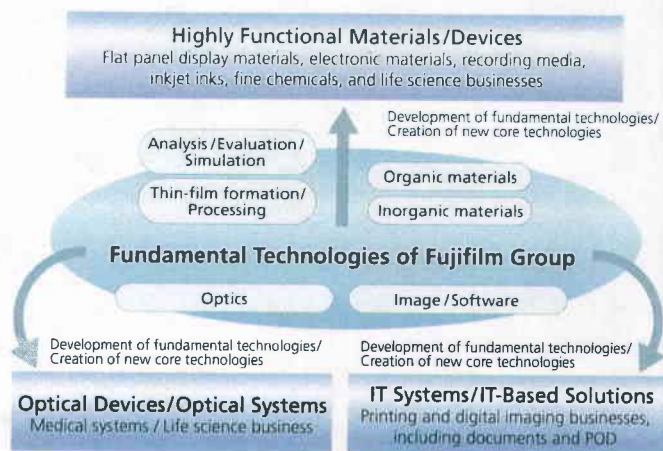 Highly Functional Materials/Devices
Flat panel display materials, electronic materials, recording media,
inkjet inks, fine chemicals, and life science businesses
Development of fundamental technologies/
Creation of new core technologies
Analysis/Evaluation/
Simulation
Thin-film formation/
Processing
Organic materials
Inorganic materials
Fundamental Technologies of Fujifilm Group
Optics
Image/Software
Development of fundamental technologies/
Creation of new core technologies
Development of fundamental technologies/
Creation of new core technologies
Optical Devices/Optical Systems
Medical systems / Life science business
IT Systems/IT-Based Solutions
Printing and digital imaging businesses,
including documents and POD